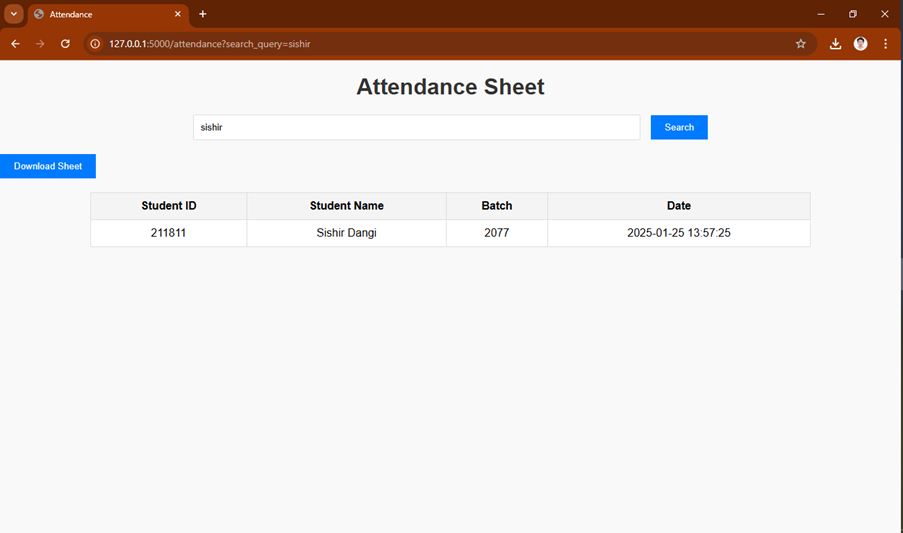 Attendance
127.0.0.1:5000/attendance?search_query=sishir
Attendance Sheet
sishir
Search
Download Sheet
Student ID Student Name Batch Date
211811 Sishir Dangi 2077 2025-01-25 13:57:25